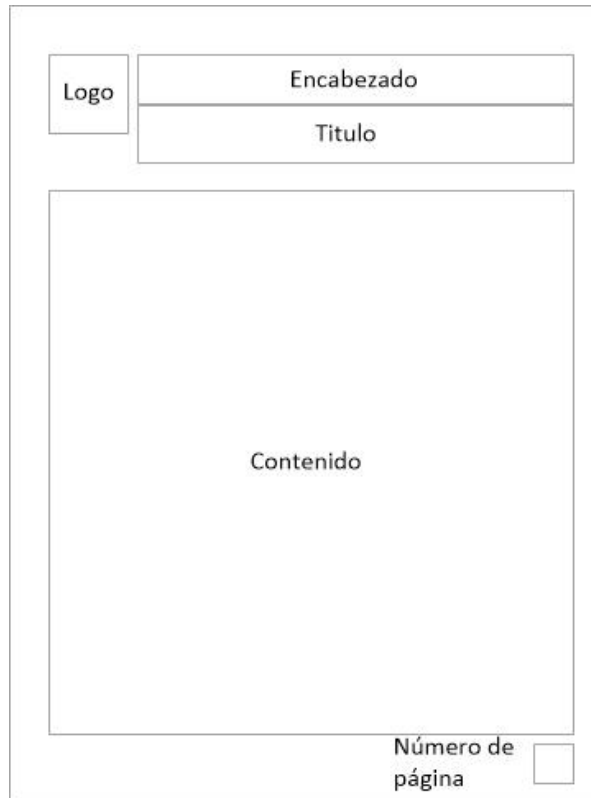 Logo
Encabezado
Titulo
Contenido
Número de
página